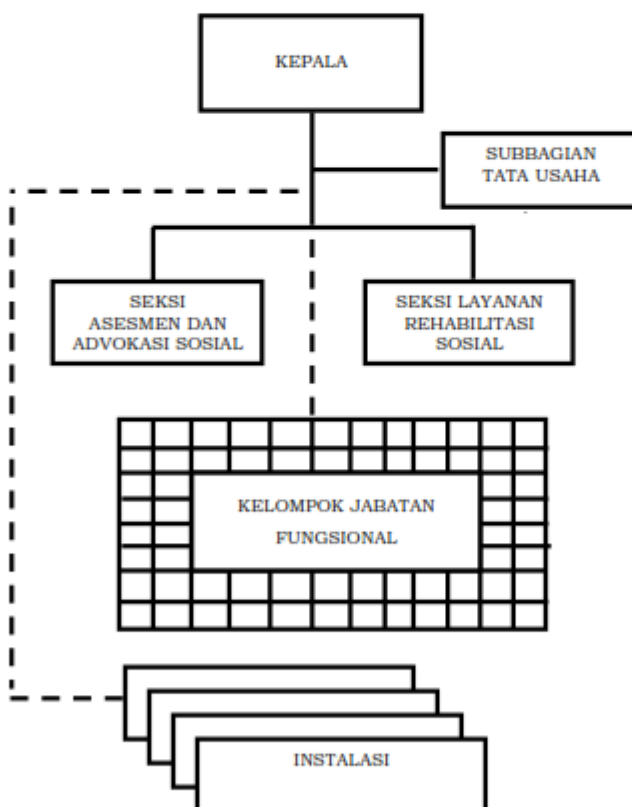 KEPALA
SUBBAGIAN
TATA USAHA
SEKSI
ASESMEN DAN
ADVOKASI SOSIAL
SEKSI LAYANAN
REHABILITASI
SOSIAL
KELOMPOK JABATAN
FUNGSIONAL
INSTALASI